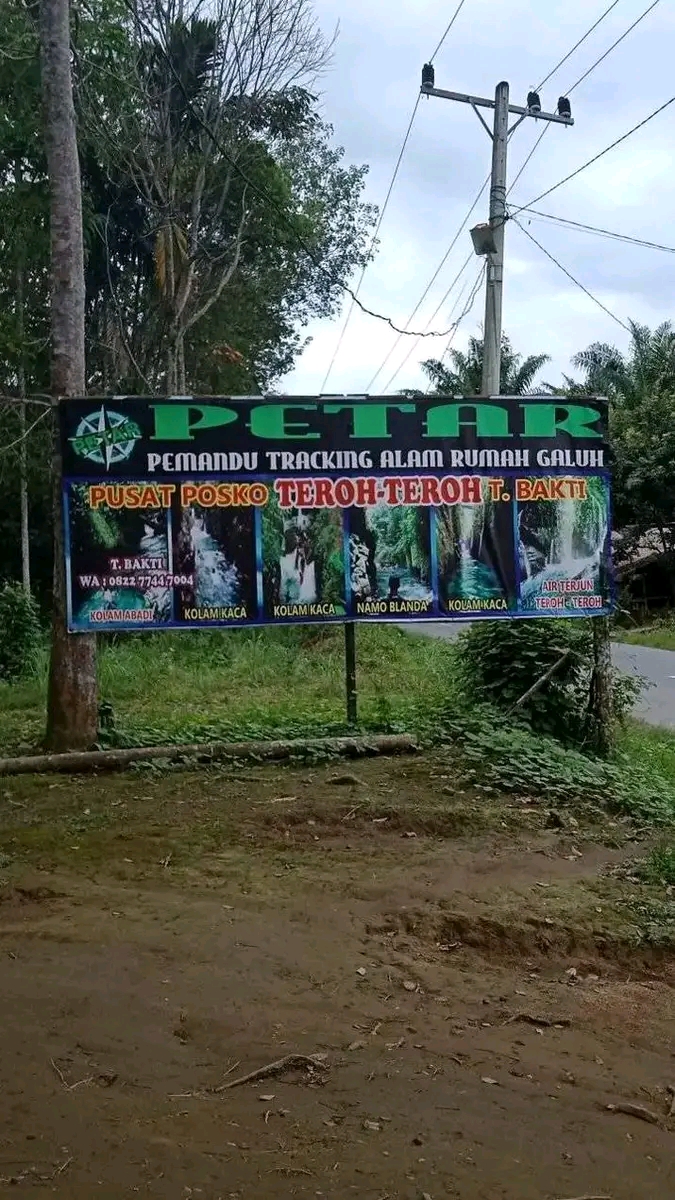 PETAR
PETAR
PEMANDU TRACKING ALAM RUMAH GALUH
PUSAT POSKO TEROH-TEROH T. BAKTI
T. BAKTI
WA : 0822 7744 7004
KOLAM ABADI
KOLAM KACA
KOLAM KACA
NAMO BLANDA
KOLAM KACA
AIR TERJUN
TEROH - TEROH